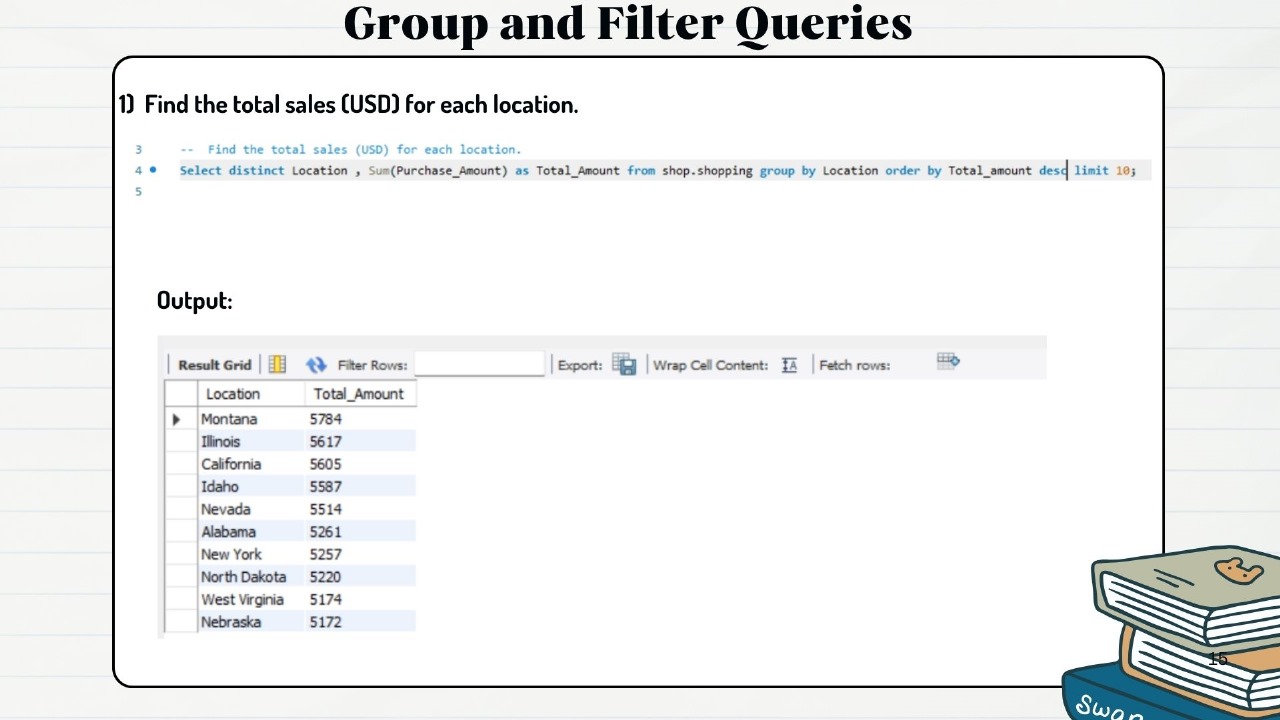 Group and Filter Queries
1) Find the total sales (USD) for each location.
3 -- Find the total sales (USD) for each location.
4 Select distinct Location , Sum(Purchase_Amount) as Total_Amount from shop.shopping group by Location order by Total_amount desc limit 10;
5
Output:
Result Grid Filter Rows: Export: Wrap Cell Content: Fetch rows:
Location Total_Amount
Montana 5784
Illinois 5617
California 5605
Idaho 5587
Nevada 5514
Alabama 5261
New York 5257
North Dakota 5220
West Virginia 5174
Nebraska 5172
15